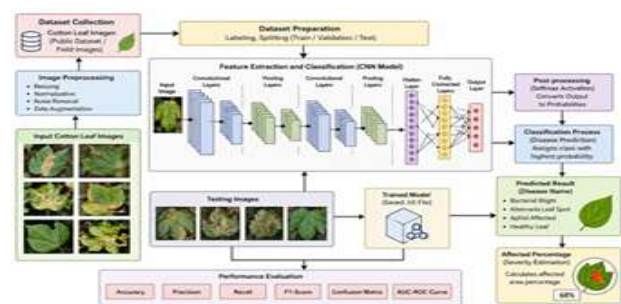 Dataset Collection
Cotton Leaf Images
(Public Dataset /
Field Images)
Dataset Preparation
Labeling, Splitting (Train / Validation / Test)
Image Preprocessing
• Resizing
• Normalization
• Noise Removal
• Data Augmentation
Input Cotton Leaf Images
Feature Extraction and Classification (CNN Model)
Input
Image
Convolutional
Layers
Pooling
Layers
Convolutional
Layers
Pooling
Layers
Flatten
Layer
Fully
Connected
Layers
Output
Layer
Post-processing
(Softmax Activation)
Converts Output
to Probabilities
Classification Process
(Disease Prediction)
Assigns class with
highest probability
Testing Images
Trained Model
(Saved .h5 File)
Predicted Result
(Disease Name)
• Bacterial Blight
• Alternaria Leaf Spot
• Aphid Affected
• Healthy Leaf
Affected Percentage
(Severity Estimation)
Calculates affected
area percentage
68%
Performance Evaluation
Accuracy
Precision
Recall
F1-Score
Confusion Matrix
AUC-ROC Curve